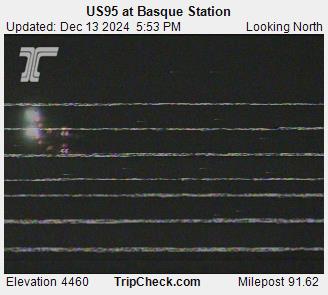 US95 at Basque Station
Updated: Dec 13 2024 5:53 PM Looking North
Elevation 4460 TripCheck.com Milepost 91.62